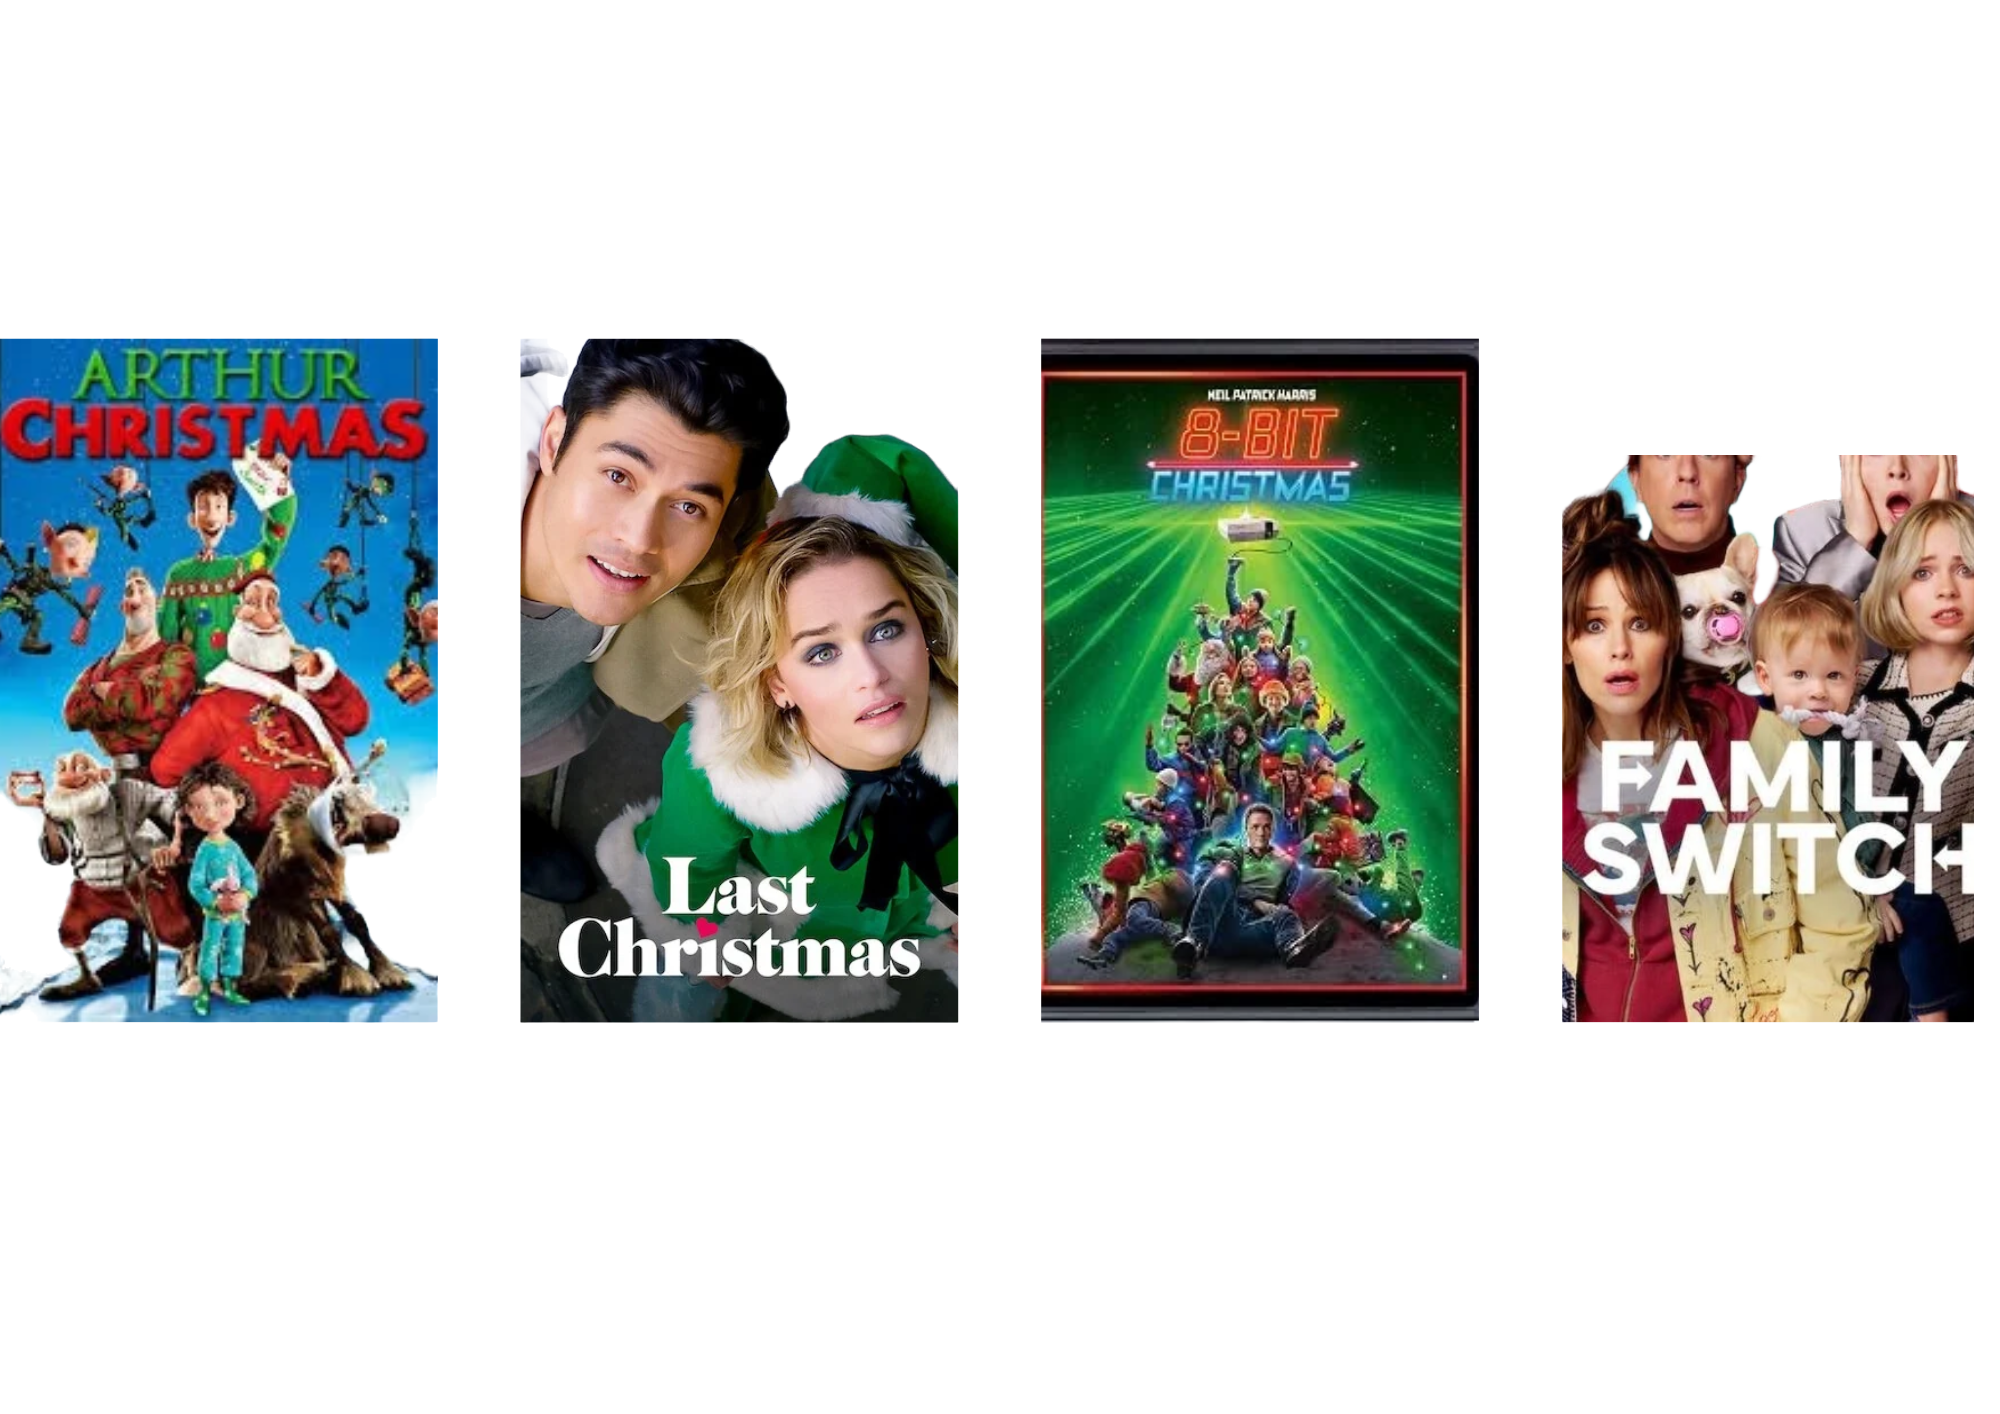 ARTHUR
CHRISTMAS
Last
Christmas
NEIL PATRICK HARRIS
8-BIT
CHRISTMAS
FAMILY
SWITCH